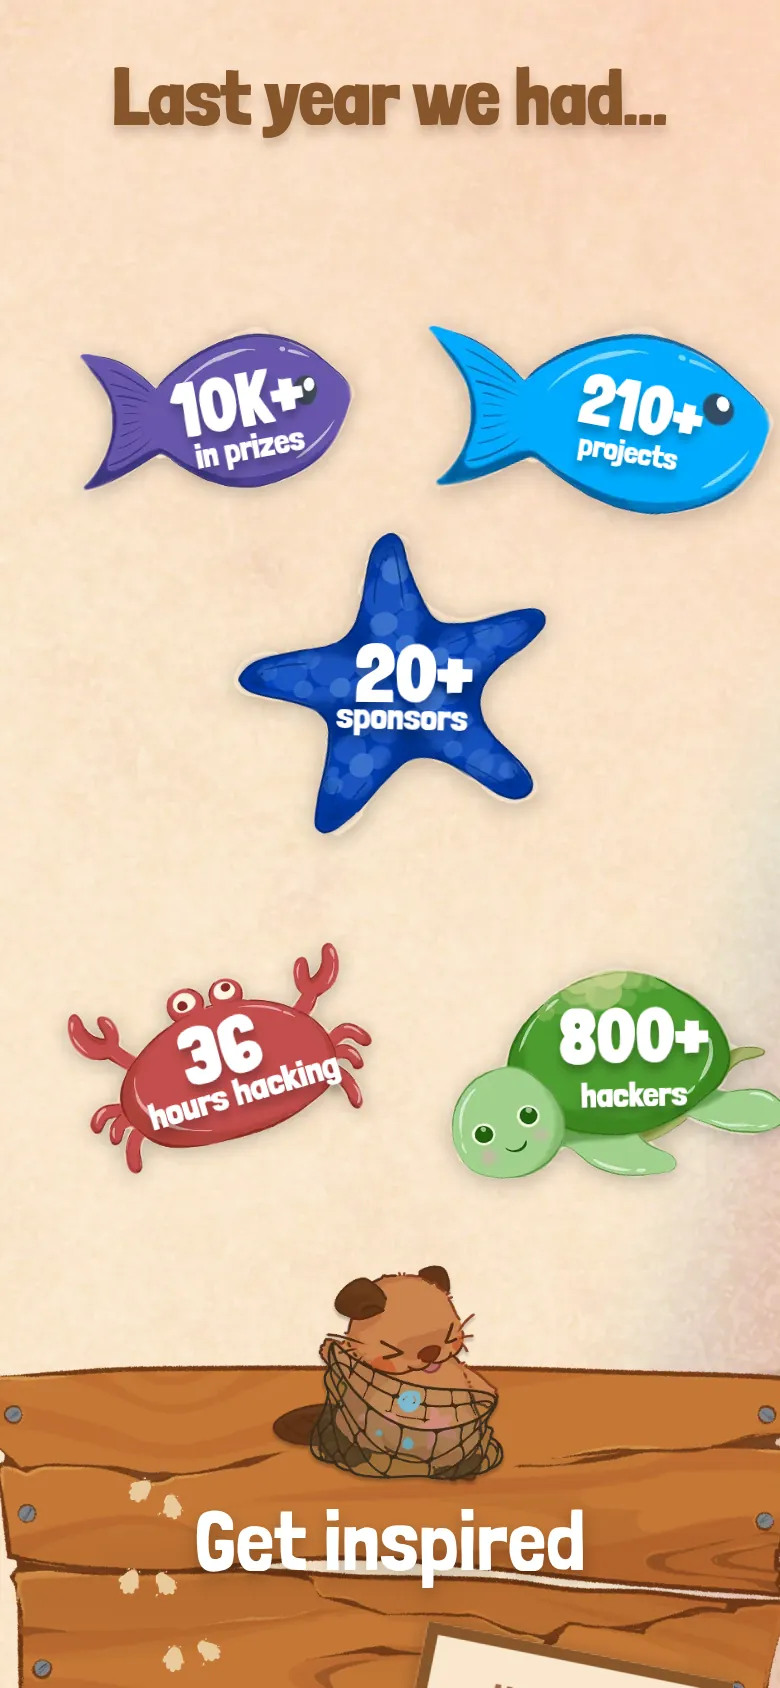 Last year we had...
10K+
in prizes
210+
projects
20+
sponsors
36
hours hacking
800+
hackers
Get inspired